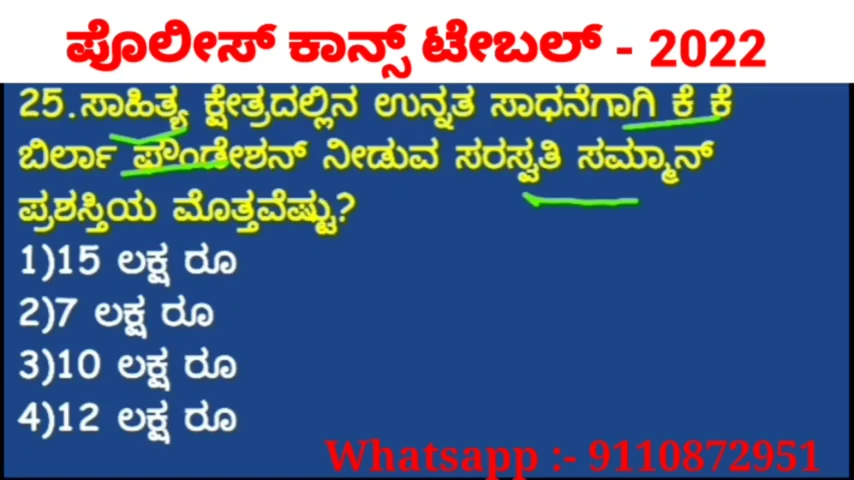 ಪೊಲೀಸ್ ಕಾನ್ಸ್ ಟೇಬಲ್ - 2022
25.ಸಾಹಿತ್ಯ ಕ್ಷೇತ್ರದಲ್ಲಿನ ಉನ್ನತ ಸಾಧನೆಗಾಗಿ ಕೆ ಕೆ
ಬಿರ್ಲಾ ಫೌಂಡೇಶನ್ ನೀಡುವ ಸರಸ್ವತಿ ಸಮ್ಮಾನ್
ಪ್ರಶಸ್ತಿಯ ಮೊತ್ತವೆಷ್ಟು?
1)15 ಲಕ್ಷ ರೂ
2)7 ಲಕ್ಷ ರೂ
3)10 ಲಕ್ಷ ರೂ
4)12 ಲಕ್ಷ ರೂ
Whatsapp :- 9110872951